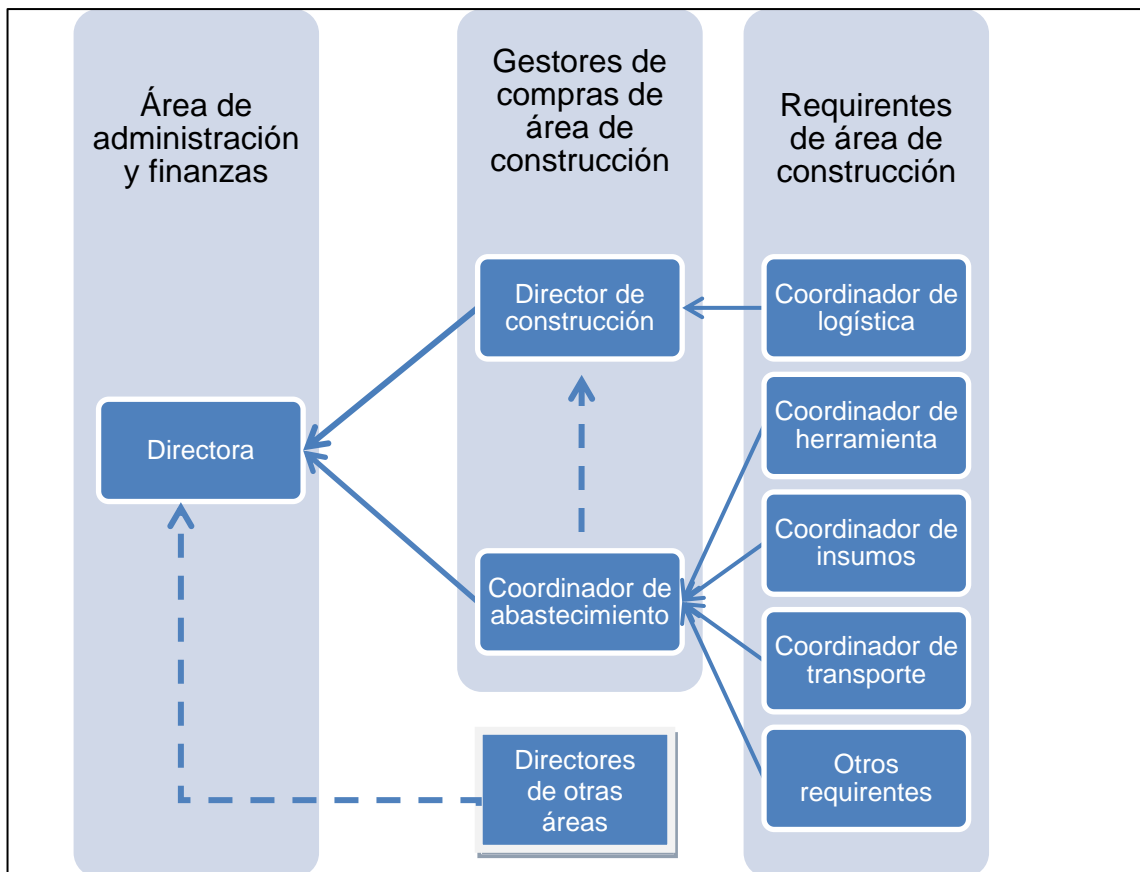 Área de
administración
y finanzas
Gestores de
compras de
área de
construcción
Requirentes
de área de
construcción
Directora
Director de
construcción
Coordinador de
abastecimiento
Directores
de otras
áreas
Coordinador de
logística
Coordinador de
herramienta
Coordinador de
insumos
Coordinador de
transporte
Otros
requirentes